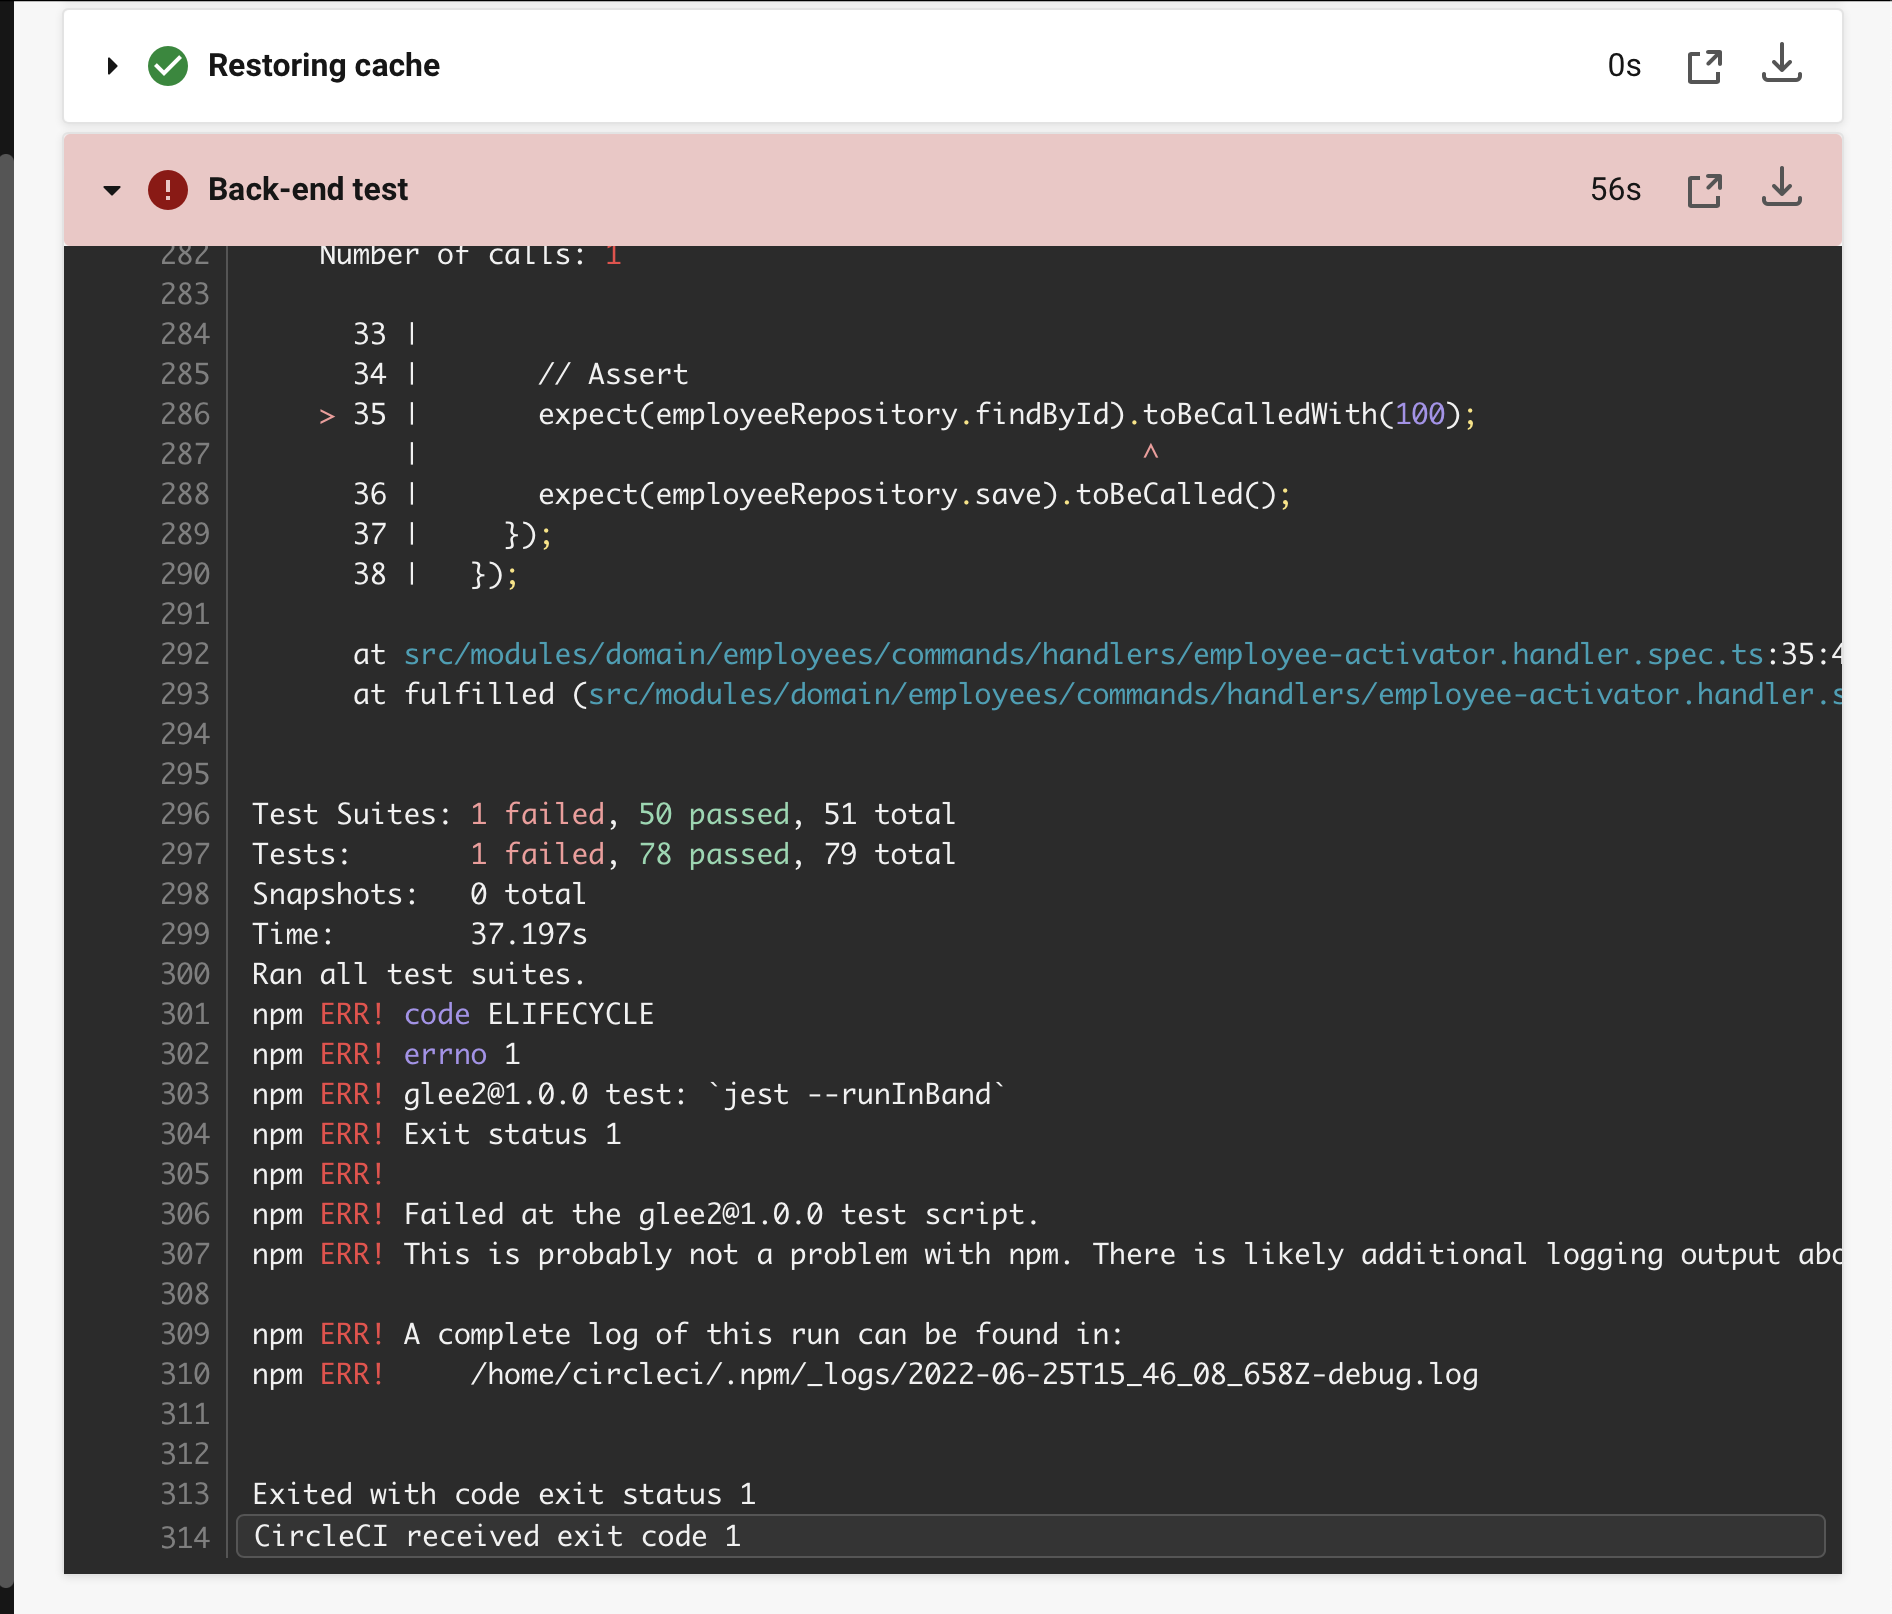 Restoring cache 0s
Back-end test 56s
282 Number of calls: 1
283
284 33 |
285 34 | // Assert
286 > 35 | expect(employeeRepository.findById).toBeCalledWith(100);
287 | ^
288 36 | expect(employeeRepository.save).toBeCalled();
289 37 | });
290 38 | });
291
292 at src/modules/domain/employees/commands/handlers/employee-activator.handler.spec.ts:35:4
293 at fulfilled (src/modules/domain/employees/commands/handlers/employee-activator.handler.s
294
295
296 Test Suites: 1 failed, 50 passed, 51 total
297 Tests: 1 failed, 78 passed, 79 total
298 Snapshots: 0 total
299 Time: 37.197s
300 Ran all test suites.
301 npm ERR! code ELIFECYCLE
302 npm ERR! errno 1
303 npm ERR! glee2@1.0.0 test: `jest --runInBand`
304 npm ERR! Exit status 1
305 npm ERR!
306 npm ERR! Failed at the glee2@1.0.0 test script.
307 npm ERR! This is probably not a problem with npm. There is likely additional logging output abo
308
309 npm ERR! A complete log of this run can be found in:
310 npm ERR! /home/circleci/.npm/_logs/2022-06-25T15_46_08_658Z-debug.log
311
312
313 Exited with code exit status 1
314 CircleCI received exit code 1